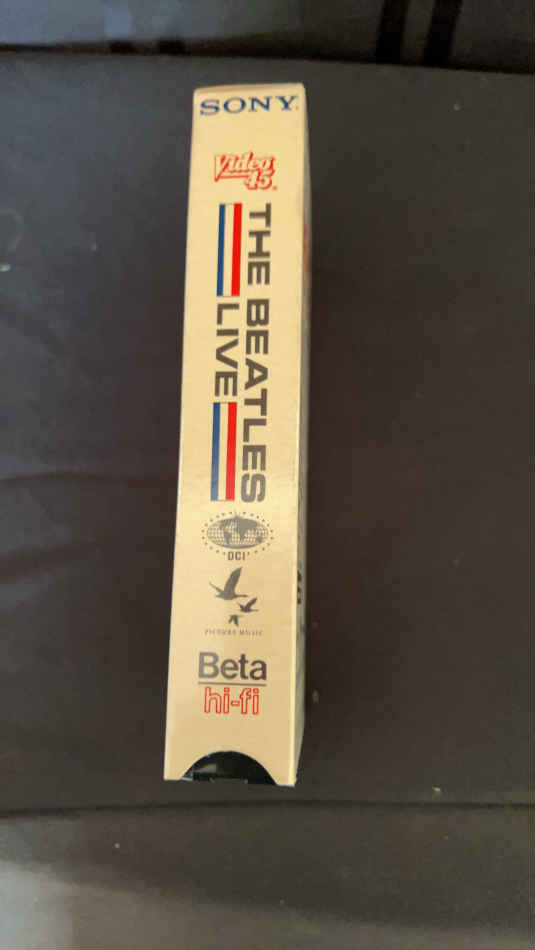 SONY.
Video
45
THE BEATLES
LIVE
DCI
PICTURE MUSIC
Beta
hi-fi